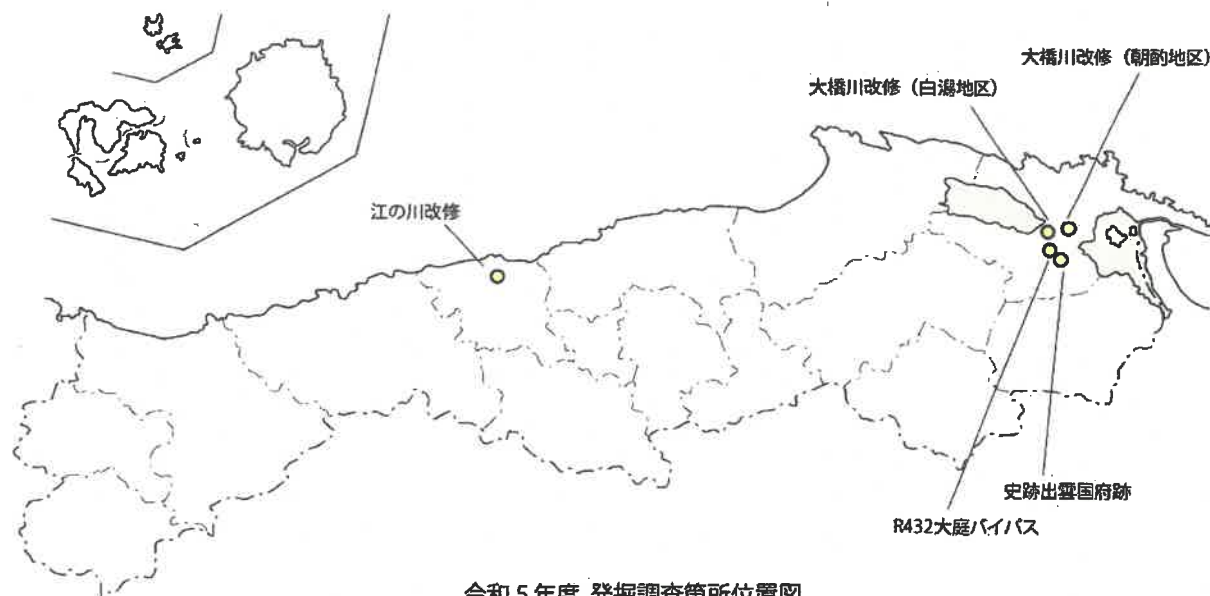 大橋川改修（朝酌地区）
大橋川改修（白潟地区）
江の川改修
史跡出雲国府跡
R432大庭バイパス
令和５年度 発掘調査箇所位置図